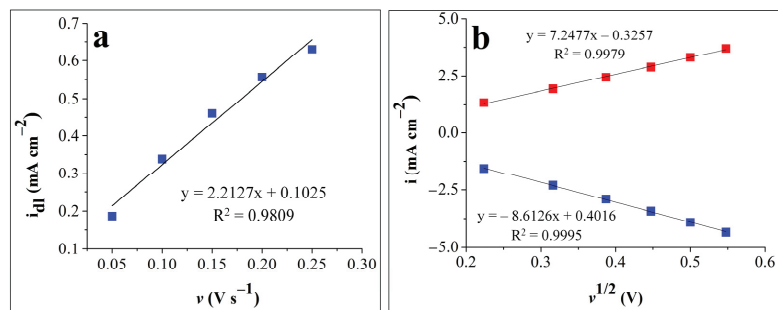 a
0.7
0.6
0.5
0.4
0.3
0.2
0.1
i_dl (mA cm⁻²)
y = 2.2127x + 0.1025
R² = 0.9809
0.05 0.10 0.15 0.20 0.25 0.30
v (V s⁻¹)
b
5.0
2.5
0.0
−2.5
−5.0
i (mA cm⁻²)
y = 7.2477x − 0.3257
R² = 0.9979
y = − 8.6126x + 0.4016
R² = 0.9995
0.2 0.3 0.4 0.5 0.6
v^1/2 (V)